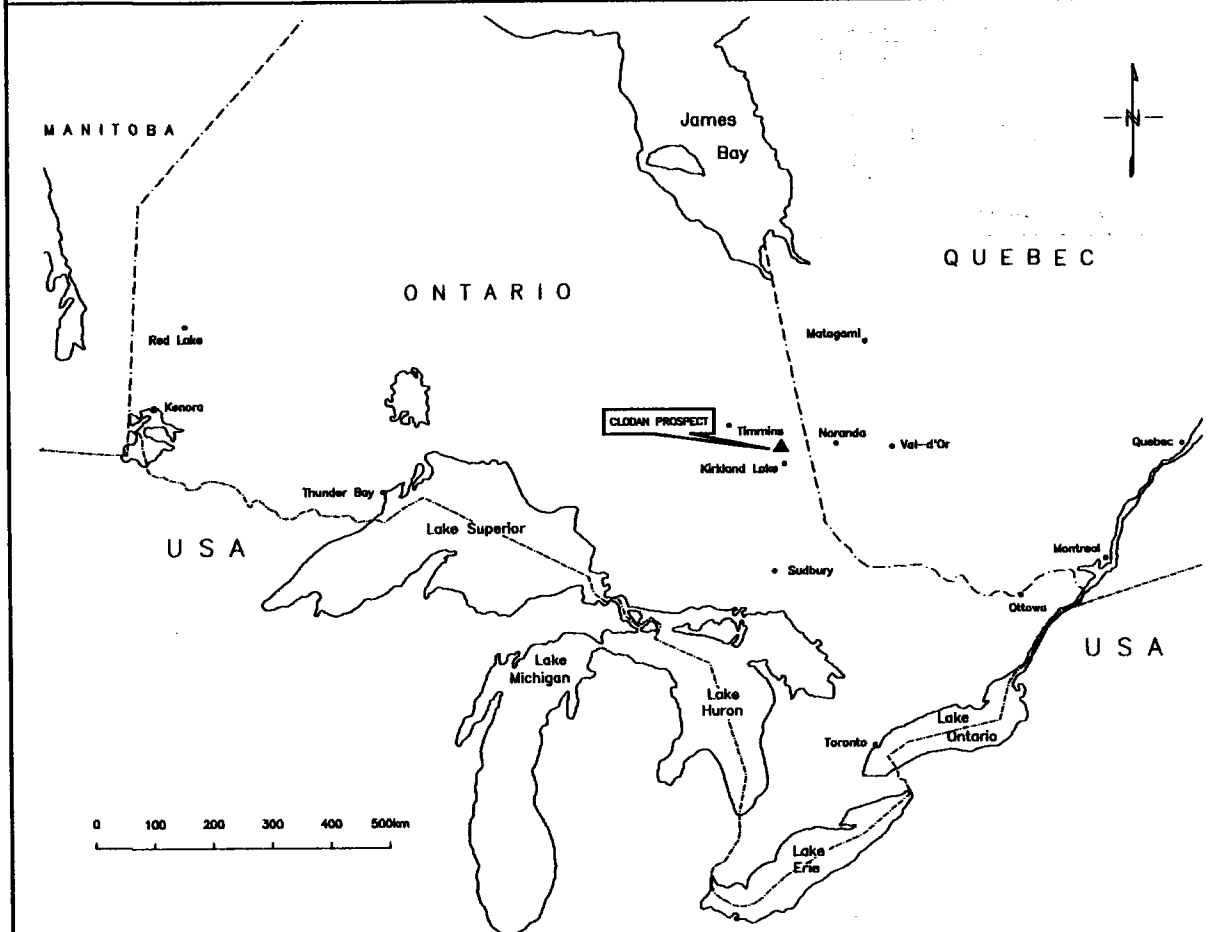 MANITOBA
James
Bay
N
QUEBEC
ONTARIO
Red Lake
Matagami
Kenora
CLODAN PROSPECT
Timmins
Noranda
Val-d'Or
Quebec
Kirkland Lake
Thunder Bay
Lake Superior
USA
Montreal
Sudbury
Ottawa
USA
Lake
Michigan
Lake
Huron
Lake
Ontario
Toronto
0 100 200 300 400 500km
Lake
Erie